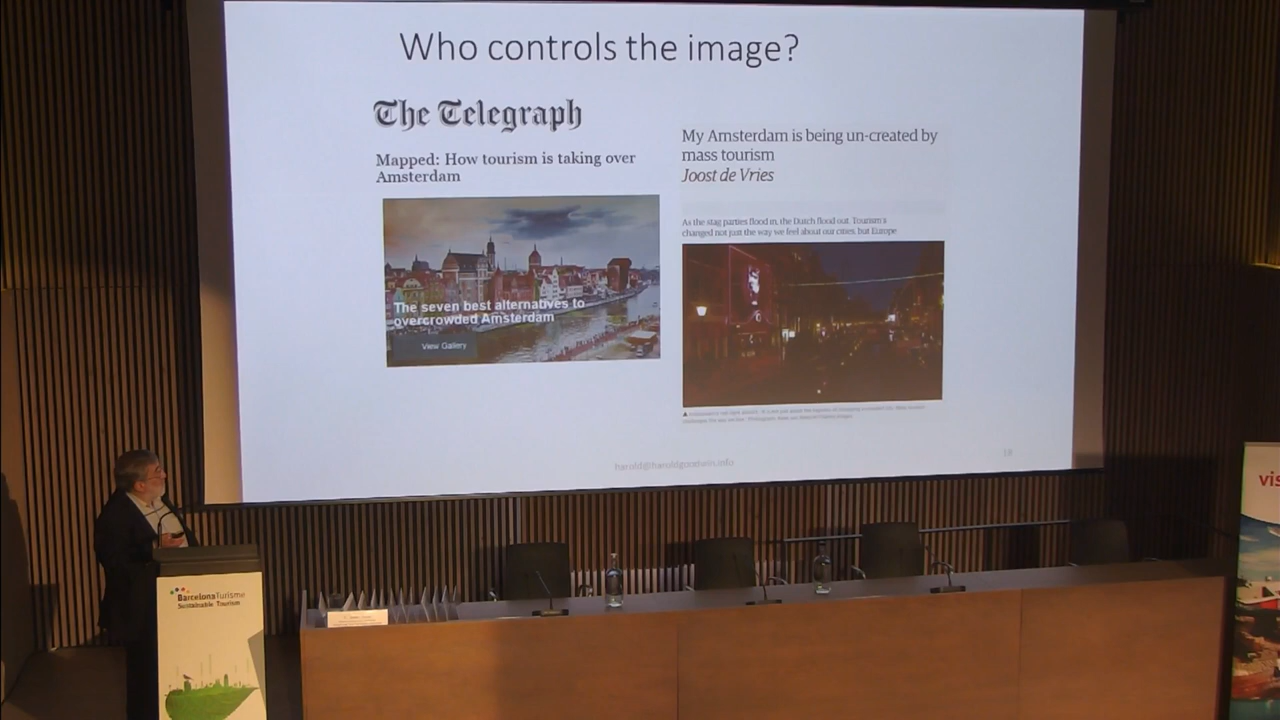 Who controls the image?
The Telegraph
Mapped: How tourism is taking over
Amsterdam
The seven best alternatives to
overcrowded Amsterdam
View Gallery
My Amsterdam is being un-created by
mass tourism
Joost de Vries
As the stag parties flood in, the Dutch flood out. Tourism's
changed not just the way we feel about our cities, but Europe
harold@haroldgoodwin.info
19
BarcelonaTurisme
Sustainable Tourism
vis